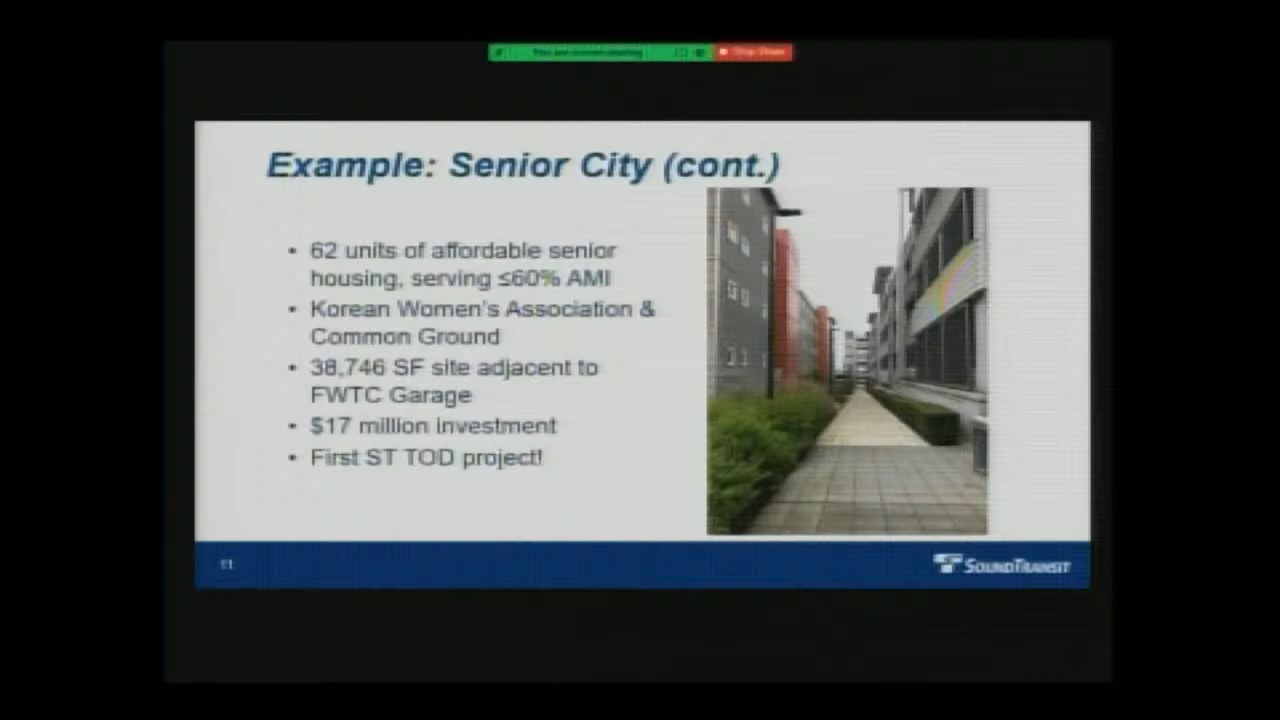 Example: Senior City (cont.)
• 62 units of affordable senior
housing, serving ≤60% AMI
• Korean Women's Association &
Common Ground
• 38,746 SF site adjacent to
FWTC Garage
• $17 million investment
• First ST TOD project!
11
SOUNDTRANSIT